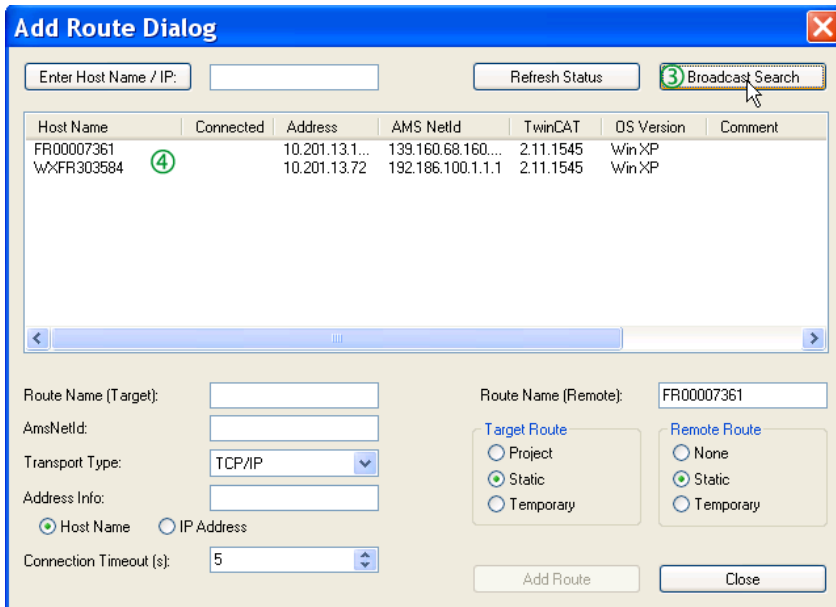 Add Route Dialog
Enter Host Name / IP: Refresh Status ③ Broadcast Search
Host Name Connected Address AMS NetId TwinCAT OS Version Comment
FR00007361 10.201.13.1... 139.160.68.160.... 2.11.1545 Win XP
WXFR303584 10.201.13.72 192.186.100.1.1.1 2.11.1545 Win XP
④
Route Name (Target): Route Name (Remote): FR00007361
AmsNetId: Target Route Remote Route
Project None
Transport Type: TCP/IP
Static Static
Address Info:
Temporary Temporary
Host Name IP Address
Connection Timeout (s): 5
Add Route Close